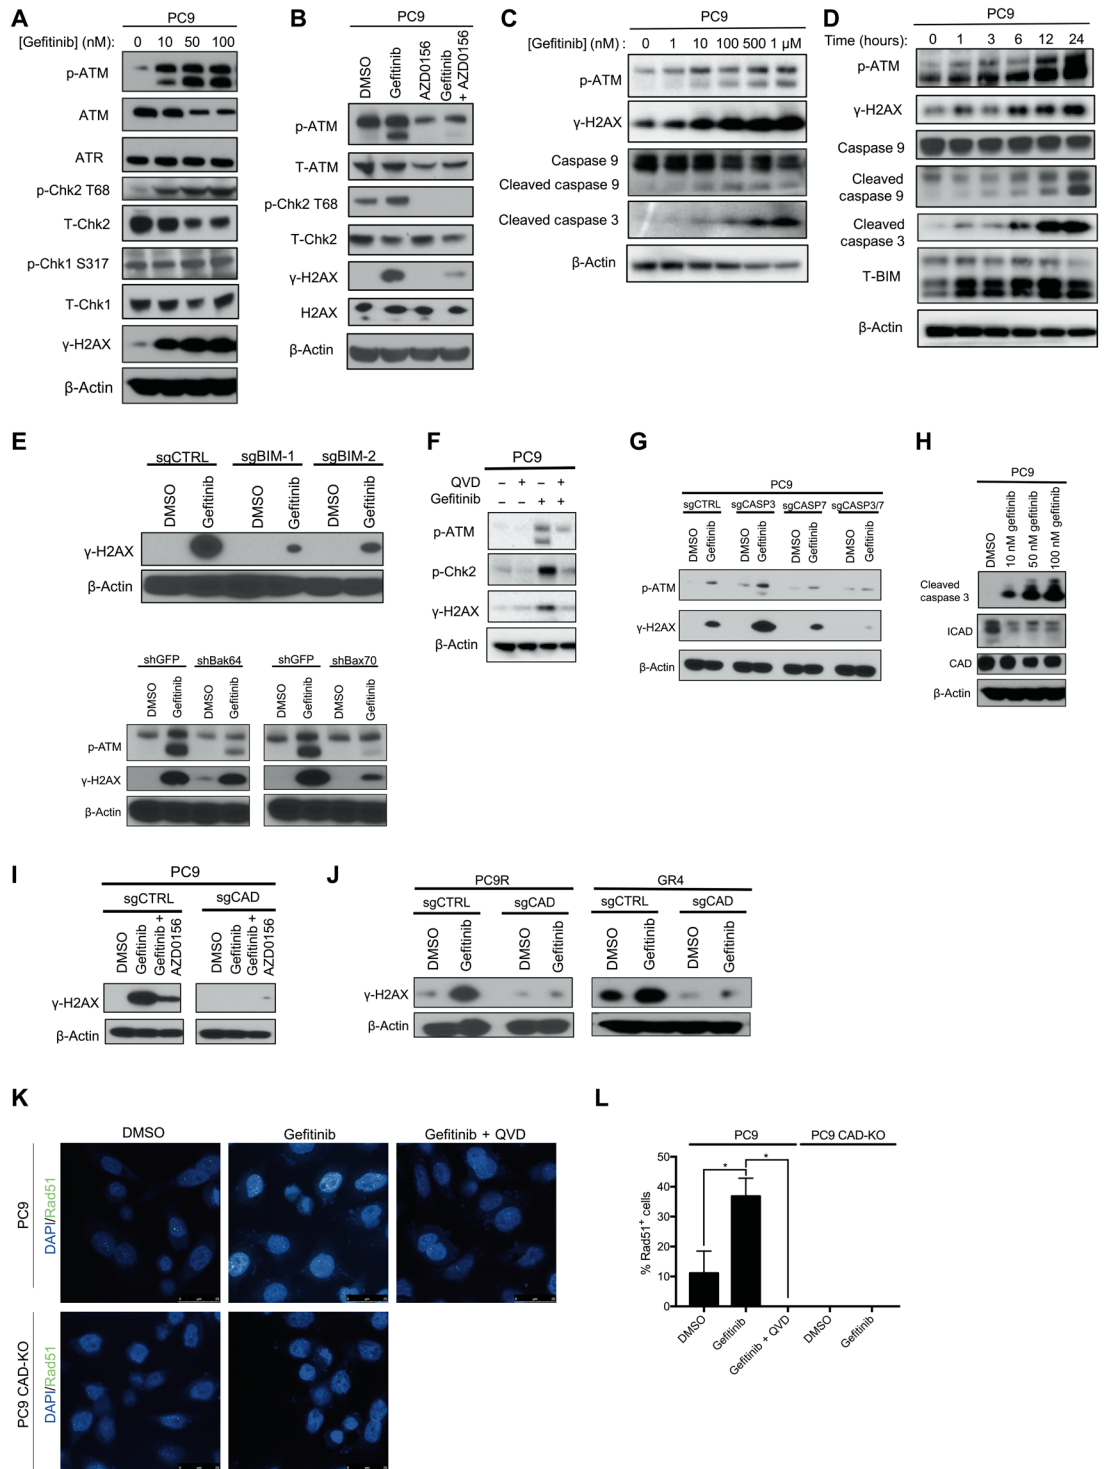 A
PC9
[Gefitinib] (nM): 0 10 50 100
p-ATM
ATM
ATR
p-Chk2 T68
T-Chk2
p-Chk1 S317
T-Chk1
γ-H2AX
β-Actin
B
PC9
DMSO
Gefitinib
AZD0156
Gefitinib + AZD0156
p-ATM
T-ATM
p-Chk2 T68
T-Chk2
γ-H2AX
H2AX
β-Actin
C
PC9
[Gefitinib] (nM) : 0 1 10 100 500 1 μM
p-ATM
γ-H2AX
Caspase 9
Cleaved caspase 9
Cleaved caspase 3
β-Actin
D
PC9
Time (hours): 0 1 3 6 12 24
p-ATM
γ-H2AX
Caspase 9
Cleaved
caspase 9
Cleaved
caspase 3
T-BIM
β-Actin
E
sgCTRL sgBIM-1 sgBIM-2
DMSO Gefitinib DMSO Gefitinib DMSO Gefitinib
γ-H2AX
β-Actin
shGFP shBak64 shGFP shBax70
DMSO Gefitinib DMSO Gefitinib DMSO Gefitinib DMSO Gefitinib
p-ATM
γ-H2AX
β-Actin
F
PC9
QVD – + – +
Gefitinib – – + +
p-ATM
p-Chk2
γ-H2AX
β-Actin
G
PC9
sgCTRL sgCASP3 sgCASP7 sgCASP3/7
DMSO Gefitinib DMSO Gefitinib DMSO Gefitinib DMSO Gefitinib
p-ATM
γ-H2AX
β-Actin
H
PC9
DMSO
10 nM gefitinib
50 nM gefitinib
100 nM gefitinib
Cleaved
caspase 3
ICAD
CAD
β-Actin
I
PC9
sgCTRL sgCAD
DMSO
Gefitinib
Gefitinib +
AZD0156
DMSO
Gefitinib
Gefitinib +
AZD0156
γ-H2AX
β-Actin
J
PC9R GR4
sgCTRL sgCAD sgCTRL sgCAD
DMSO Gefitinib DMSO Gefitinib DMSO Gefitinib DMSO Gefitinib
γ-H2AX
β-Actin
K
DMSO Gefitinib Gefitinib + QVD
PC9
DAPI/Rad51
PC9 CAD-KO
DAPI/Rad51
L
PC9 PC9 CAD-KO
% Rad51+ cells
50
40
30
20
10
0
* *
DMSO
Gefitinib
Gefitinib + QVD
DMSO
Gefitinib